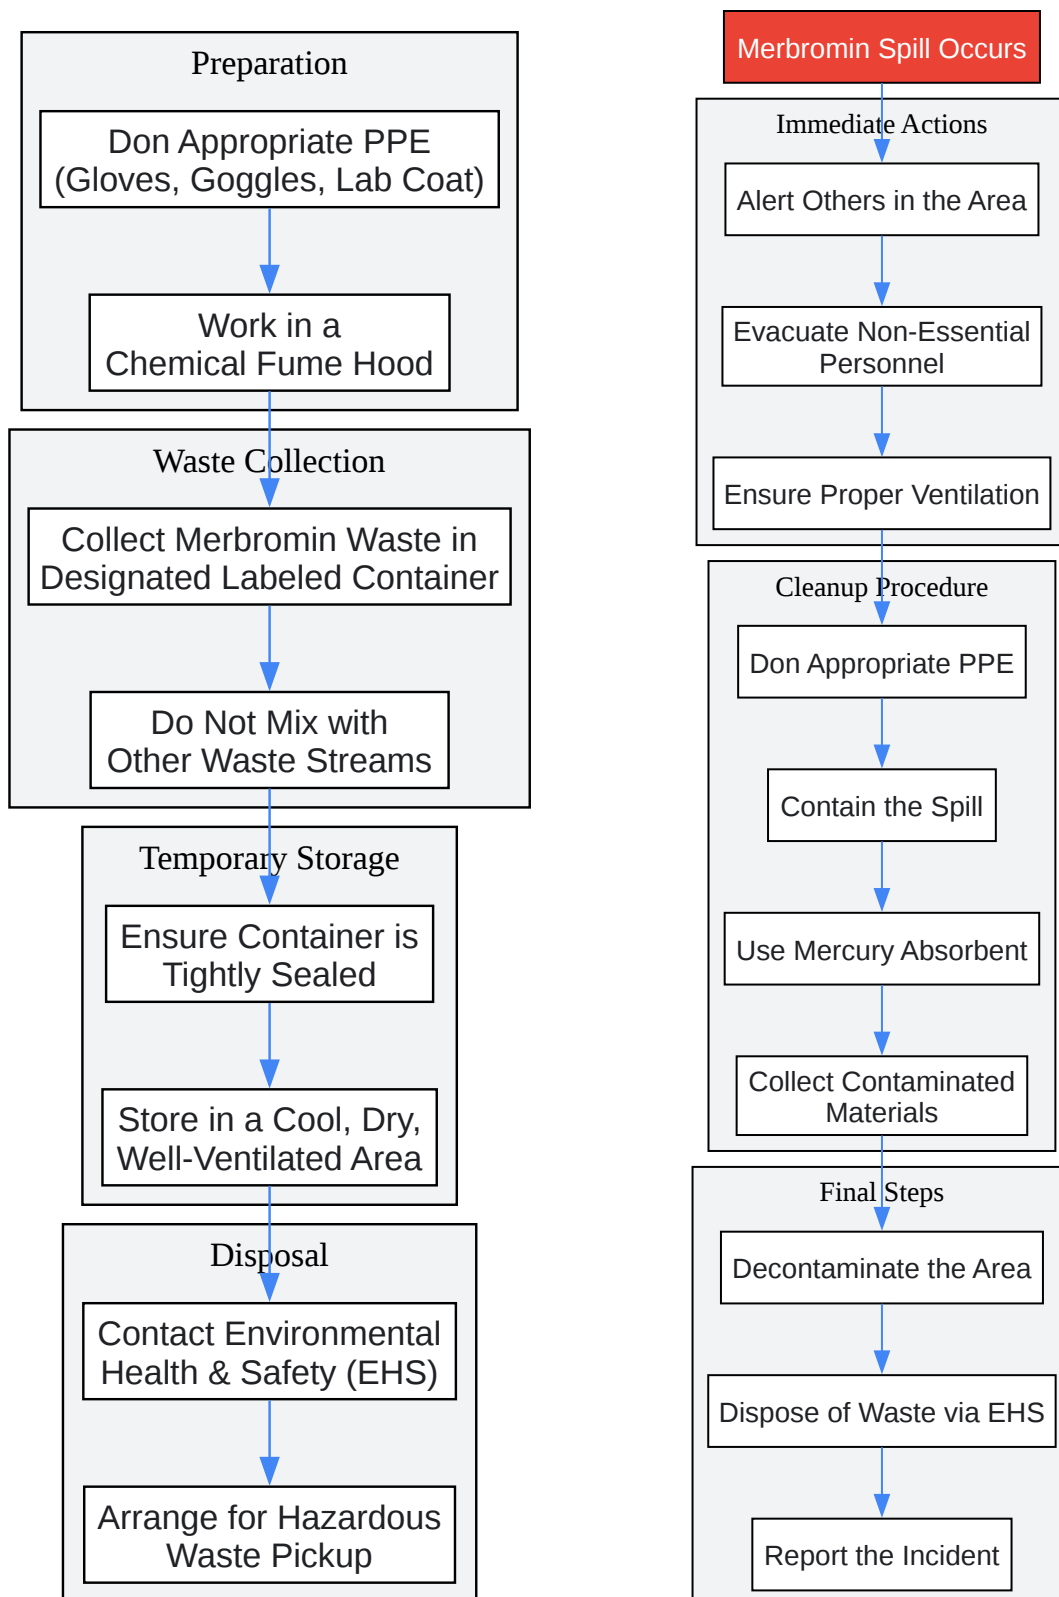 Preparation
Don Appropriate PPE
(Gloves, Goggles, Lab Coat)
Work in a
Chemical Fume Hood
Waste Collection
Collect Merbromin Waste in
Designated Labeled Container
Do Not Mix with
Other Waste Streams
Temporary Storage
Ensure Container is
Tightly Sealed
Store in a Cool, Dry,
Well-Ventilated Area
Disposal
Contact Environmental
Health & Safety (EHS)
Arrange for Hazardous
Waste Pickup
Merbromin Spill Occurs
Immediate Actions
Alert Others in the Area
Evacuate Non-Essential
Personnel
Ensure Proper Ventilation
Cleanup Procedure
Don Appropriate PPE
Contain the Spill
Use Mercury Absorbent
Collect Contaminated
Materials
Final Steps
Decontaminate the Area
Dispose of Waste via EHS
Report the Incident